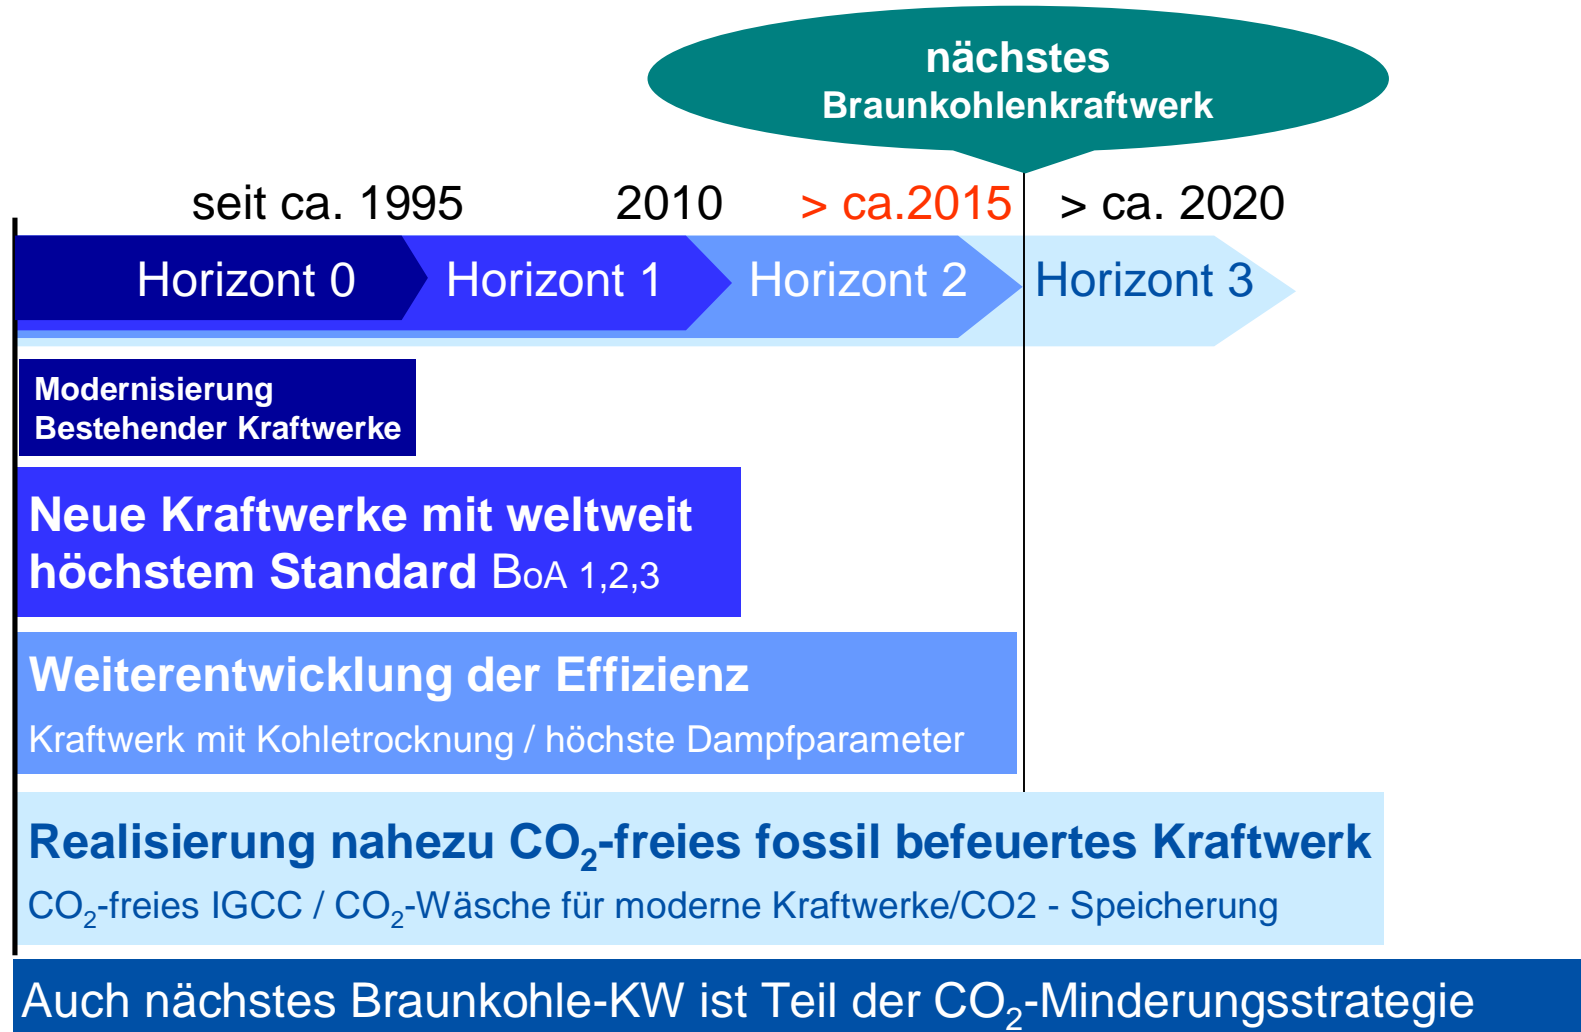 nächstes
Braunkohlenkraftwerk
seit ca. 1995 2010 > ca.2015 > ca. 2020
Horizont 0 Horizont 1 Horizont 2 Horizont 3
Modernisierung
Bestehender Kraftwerke
Neue Kraftwerke mit weltweit
höchstem Standard BoA 1,2,3
Weiterentwicklung der Effizienz
Kraftwerk mit Kohletrocknung / höchste Dampfparameter
Realisierung nahezu CO₂-freies fossil befeuertes Kraftwerk
CO₂-freies IGCC / CO₂-Wäsche für moderne Kraftwerke/CO2 - Speicherung
Auch nächstes Braunkohle-KW ist Teil der CO₂-Minderungsstrategie